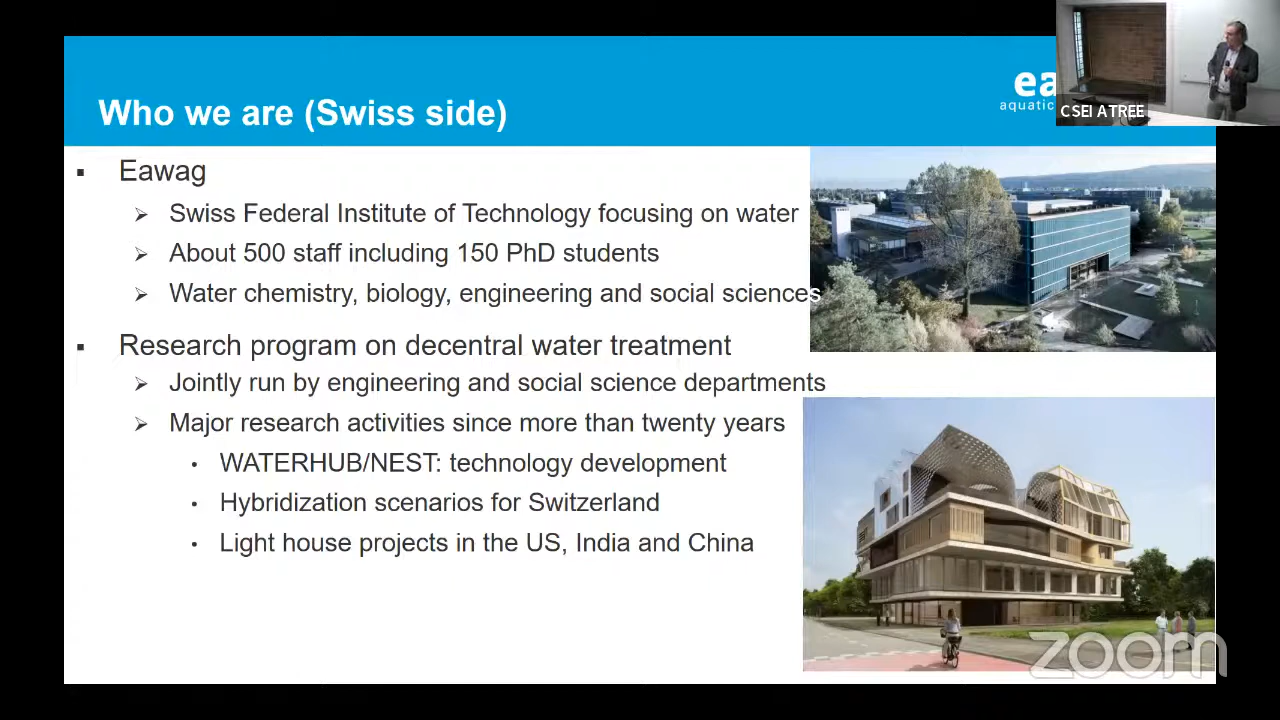 Who we are (Swiss side)
ea
aquatic
CSEI ATREE
Eawag
Swiss Federal Institute of Technology focusing on water
About 500 staff including 150 PhD students
Water chemistry, biology, engineering and social sciences
Research program on decentral water treatment
Jointly run by engineering and social science departments
Major research activities since more than twenty years
WATERHUB/NEST: technology development
Hybridization scenarios for Switzerland
Light house projects in the US, India and China
zoom